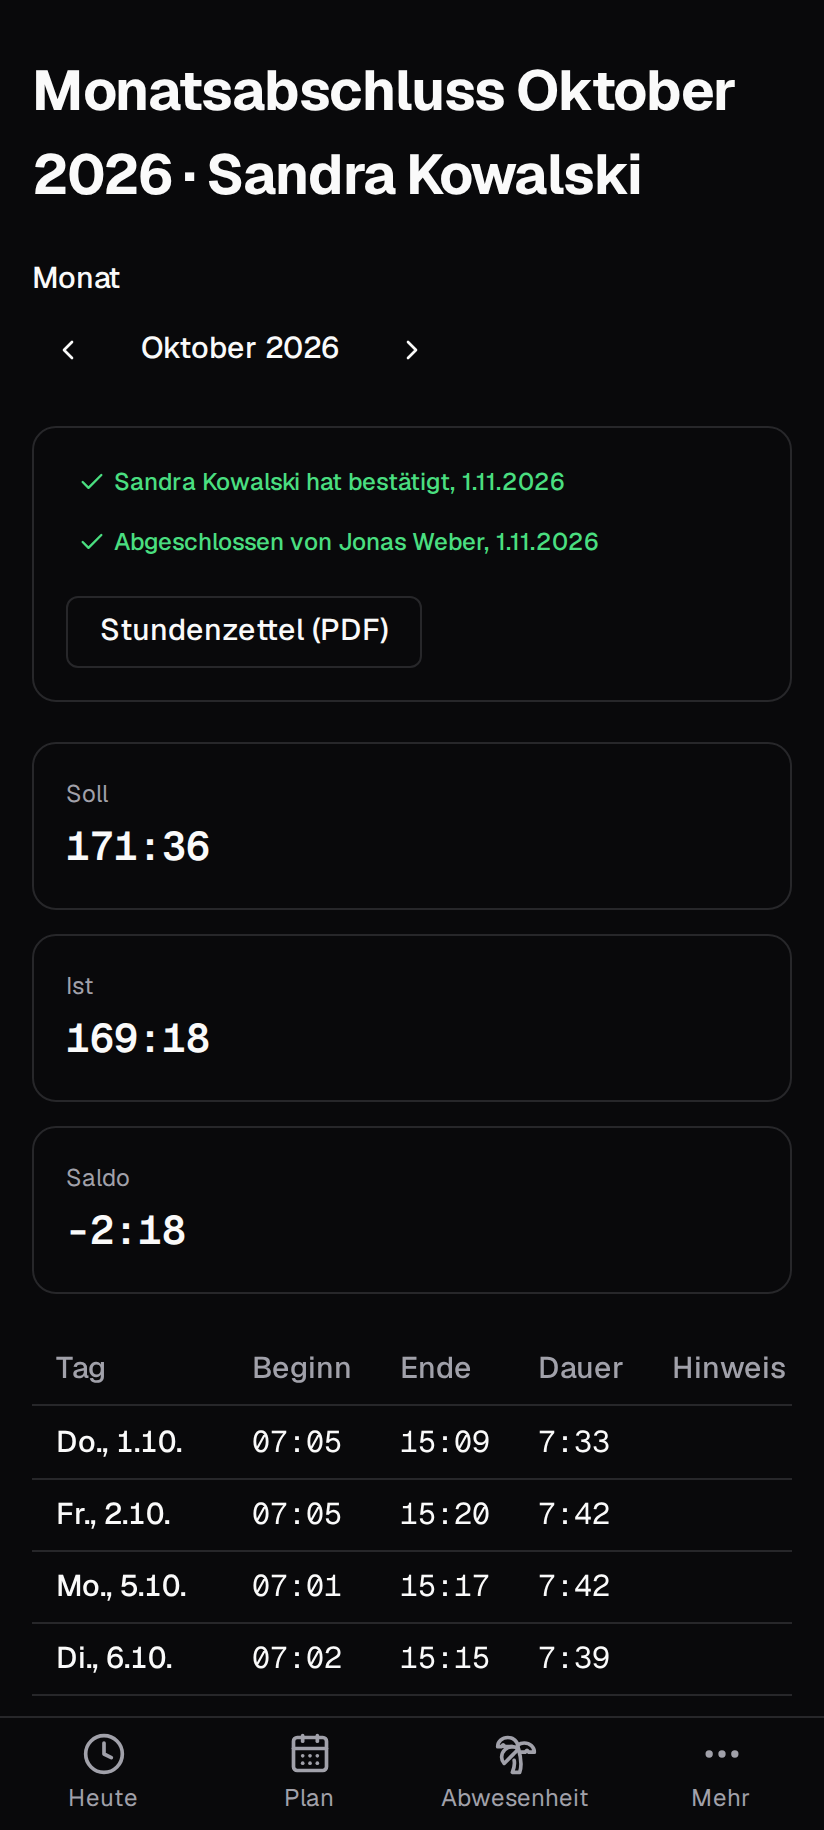 Monatsabschluss Oktober
2026 · Sandra Kowalski
Monat
Oktober 2026
Sandra Kowalski hat bestätigt, 1.11.2026
Abgeschlossen von Jonas Weber, 1.11.2026
Stundenzettel (PDF)
Soll
171:36
Ist
169:18
Saldo
-2:18
Tag Beginn Ende Dauer Hinweis
Do., 1.10. 07:05 15:09 7:33
Fr., 2.10. 07:05 15:20 7:42
Mo., 5.10. 07:01 15:17 7:42
Di., 6.10. 07:02 15:15 7:39
Heute Plan Abwesenheit Mehr